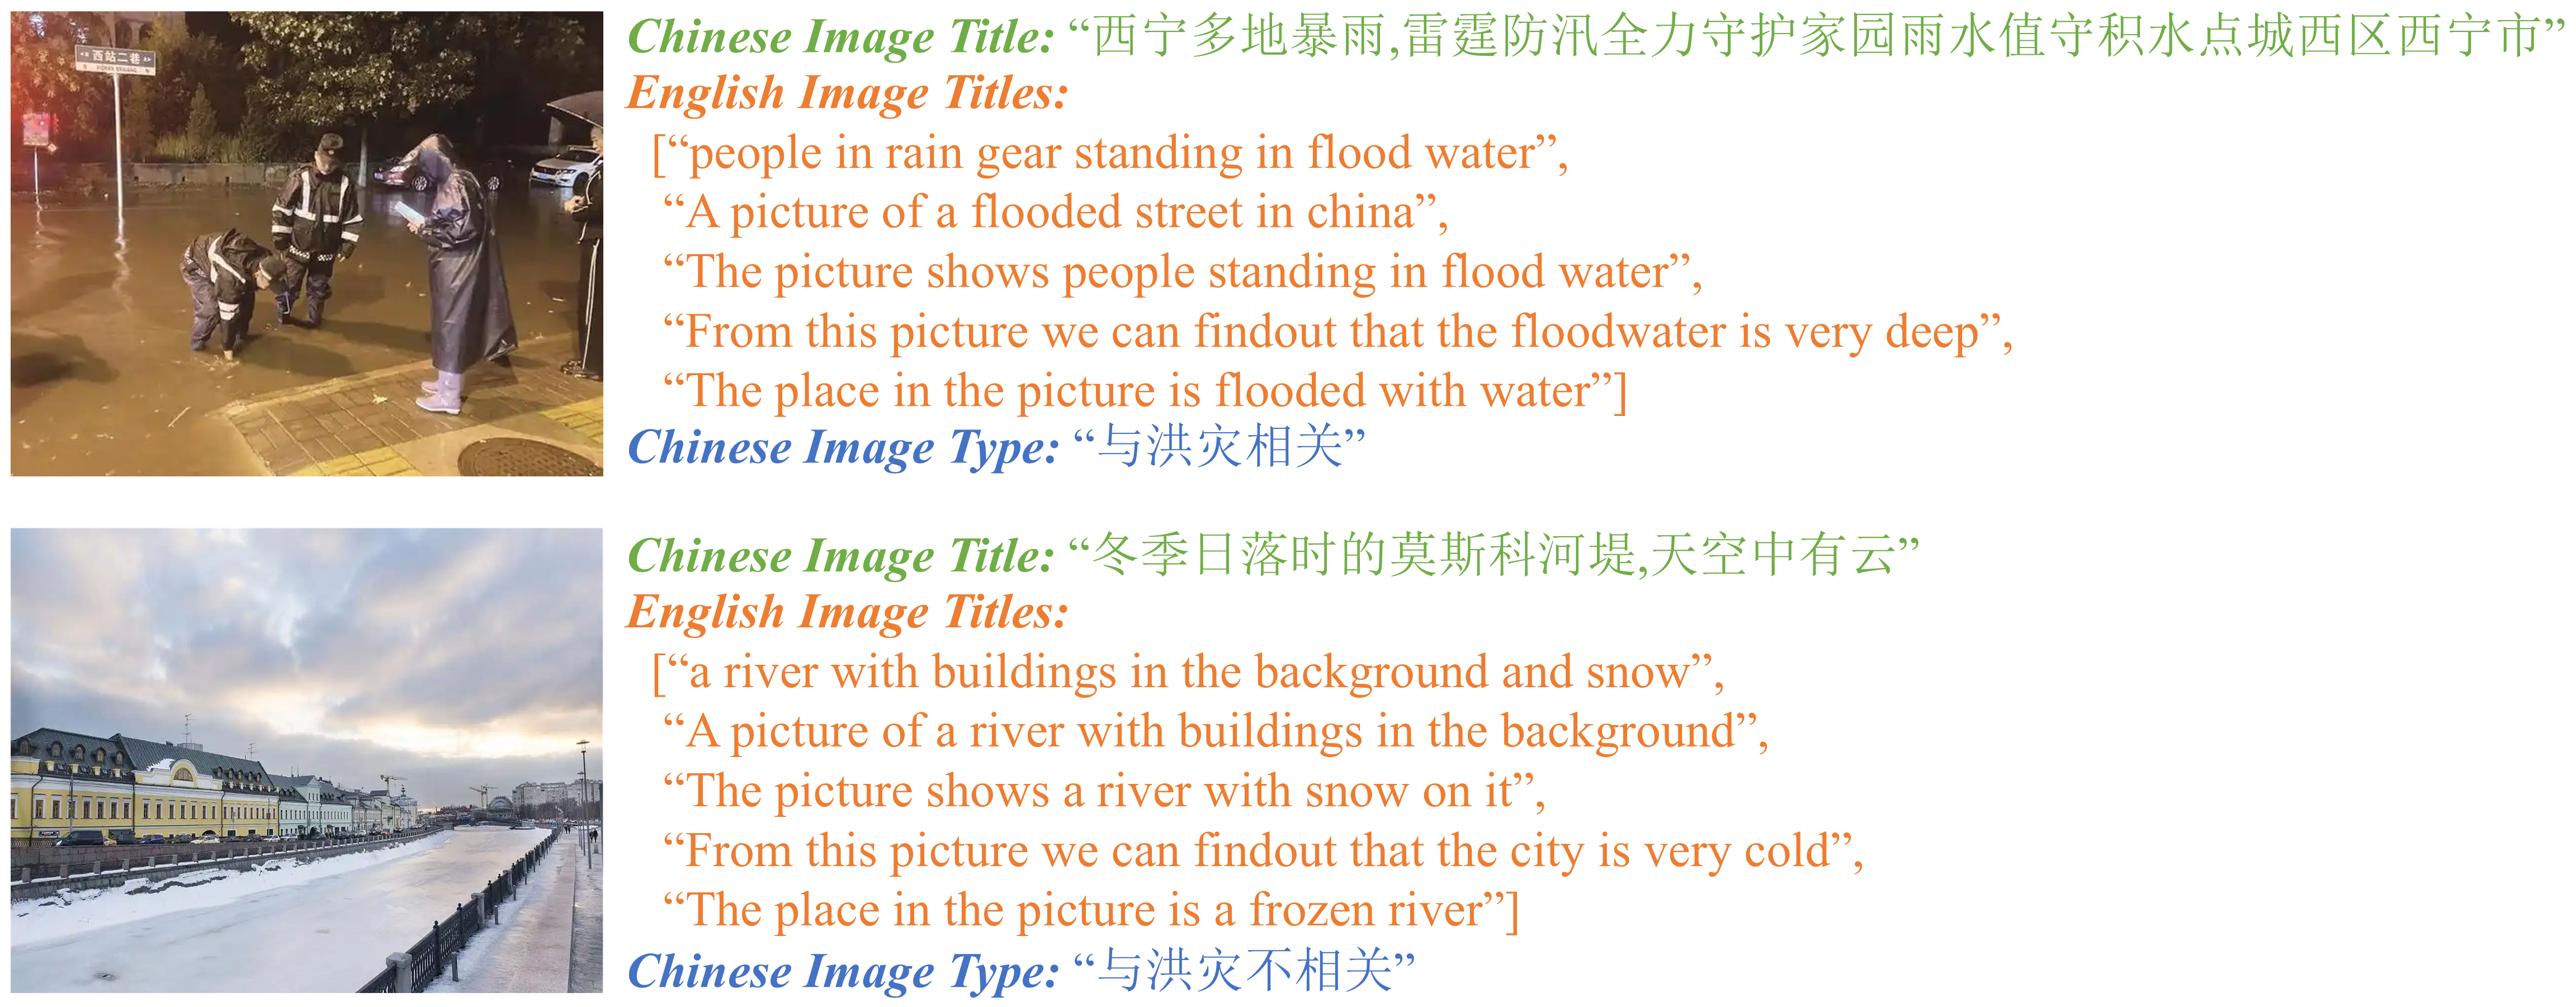 西站二巷
Chinese Image Title: “西宁多地暴雨,雷霆防汛全力守护家园雨水值守积水点城西区西宁市”
English Image Titles:
[“people in rain gear standing in flood water”,
“A picture of a flooded street in china”,
“The picture shows people standing in flood water”,
“From this picture we can findout that the floodwater is very deep”,
“The place in the picture is flooded with water”]
Chinese Image Type: “与洪灾相关”
Chinese Image Title: “冬季日落时的莫斯科河堤,天空中有云”
English Image Titles:
[“a river with buildings in the background and snow”,
“A picture of a river with buildings in the background”,
“The picture shows a river with snow on it”,
“From this picture we can findout that the city is very cold”,
“The place in the picture is a frozen river”]
Chinese Image Type: “与洪灾不相关”